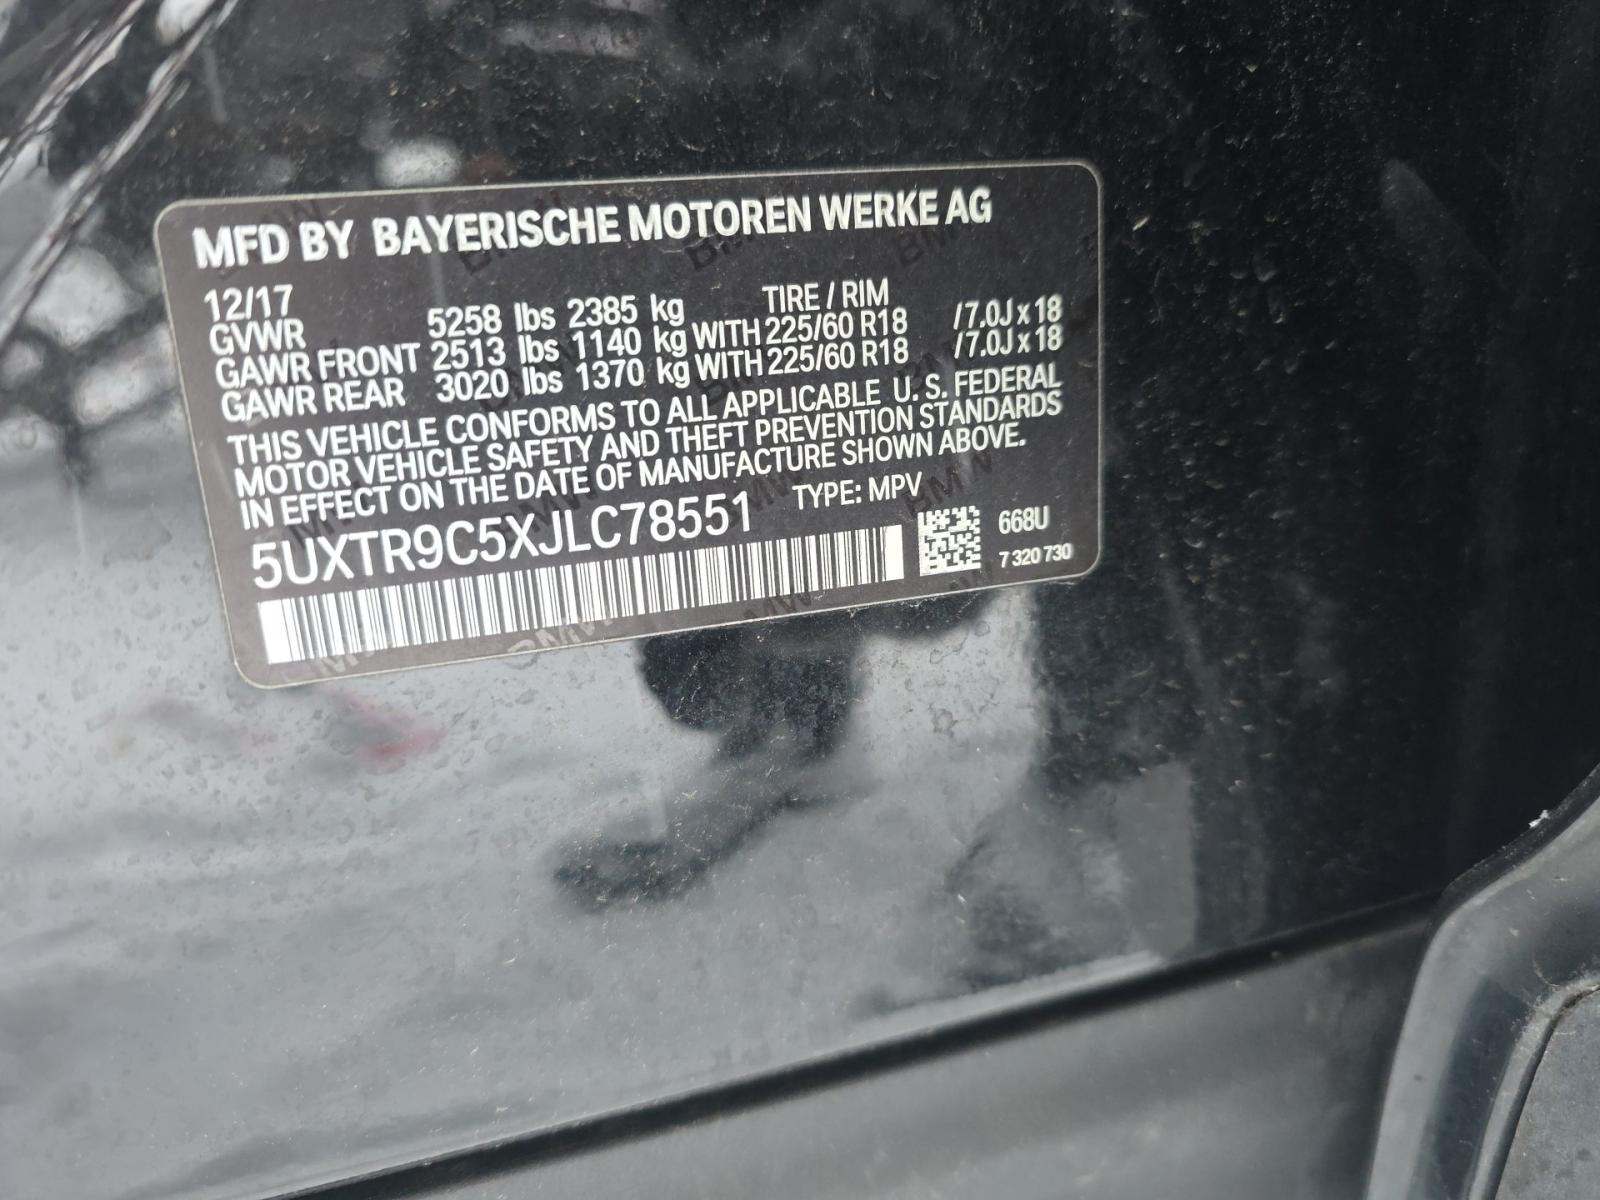 MFD BY BAYERISCHE MOTOREN WERKE AG
12/17 TIRE / RIM
GVWR 5258 lbs 2385 kg
GAWR FRONT 2513 lbs 1140 kg WITH 225/60 R18 /7.0J x 18
GAWR REAR 3020 lbs 1370 kg WITH 225/60 R18 /7.0J x 18
THIS VEHICLE CONFORMS TO ALL APPLICABLE U. S. FEDERAL
MOTOR VEHICLE SAFETY AND THEFT PREVENTION STANDARDS
IN EFFECT ON THE DATE OF MANUFACTURE SHOWN ABOVE.
5UXTR9C5XJLC78551 TYPE: MPV
668U
7 320 730